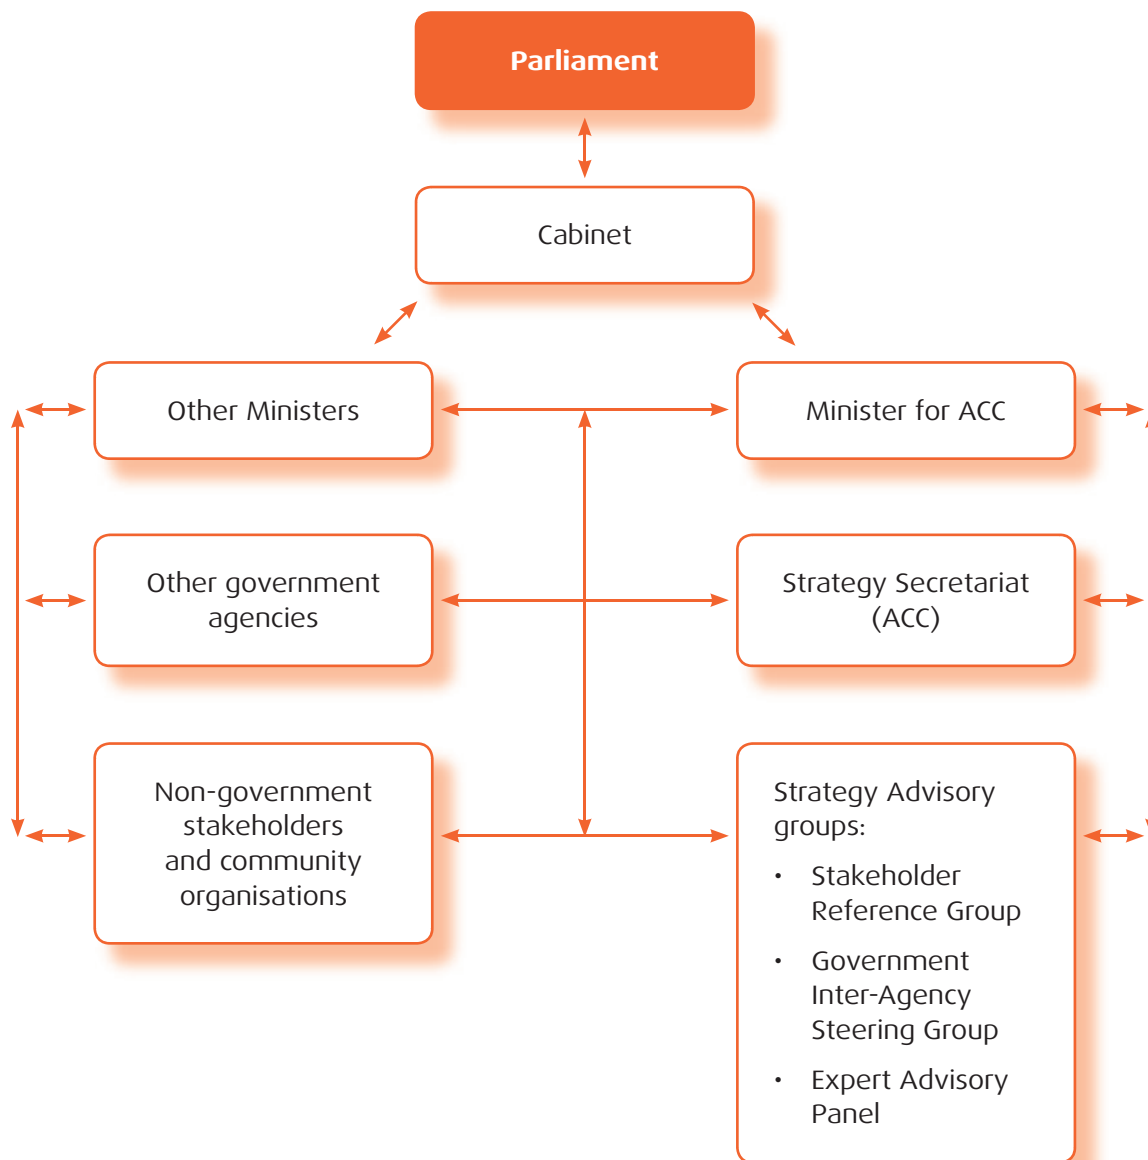 Parliament
Cabinet
Other Ministers
Minister for ACC
Other government
agencies
Strategy Secretariat
(ACC)
Non-government
stakeholders
and community
organisations
Strategy Advisory
groups:
• Stakeholder
Reference Group
• Government
Inter-Agency
Steering Group
• Expert Advisory
Panel